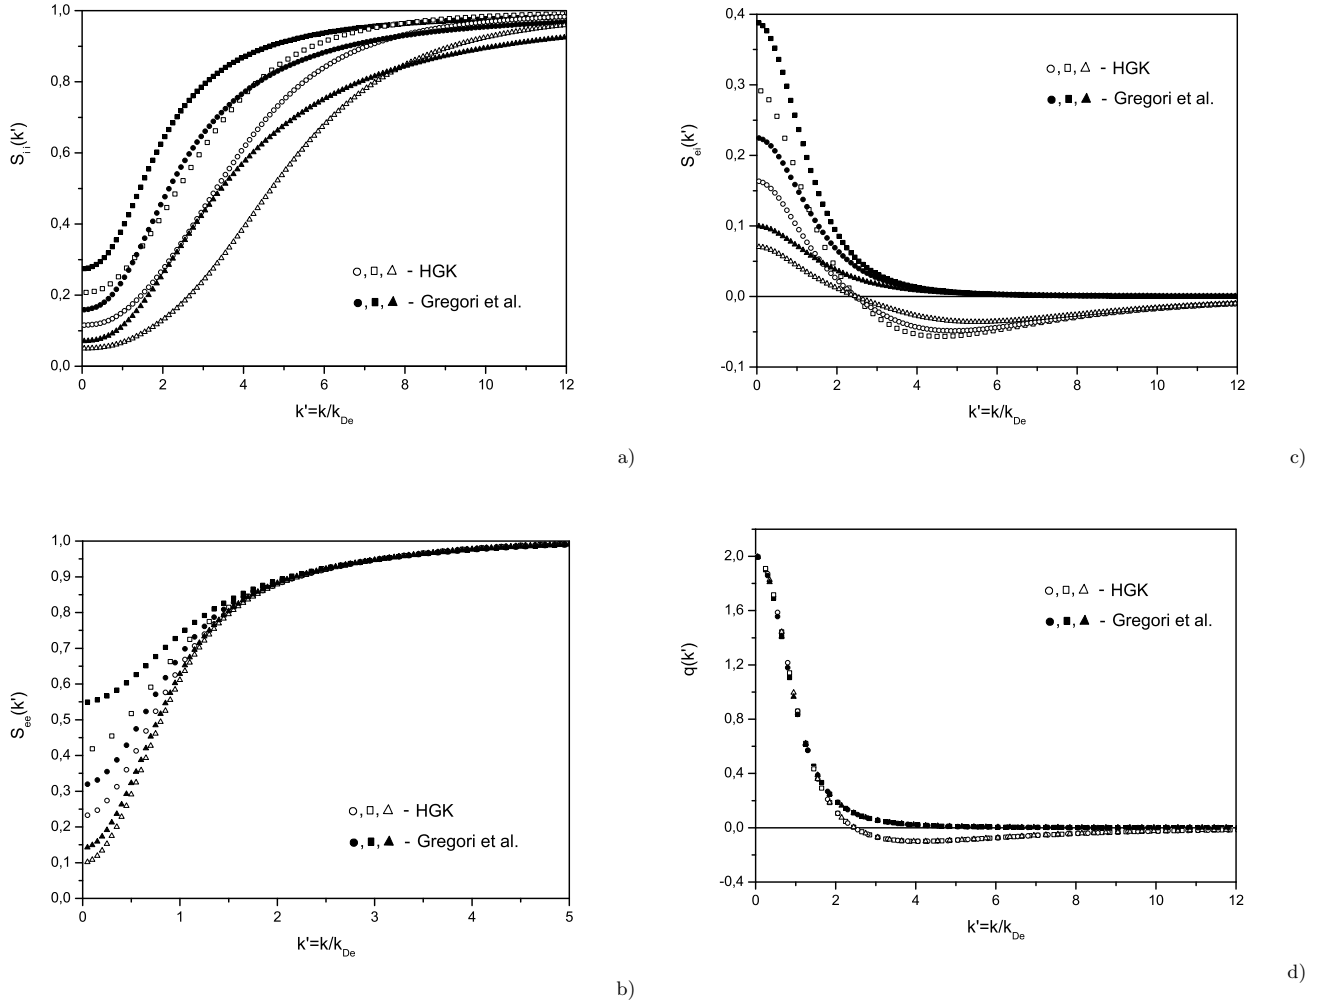 1,0
0,8
0,6
0,4
0,2
0,0
S_ii(k')
0 2 4 6 8 10 12
k'=k/k_De
○,□,△ - HGK
●,■,▲ - Gregori et al.
a)
0,4
0,3
0,2
0,1
0,0
-0,1
S_ei(k')
0 2 4 6 8 10 12
k'=k/k_De
○,□,△ - HGK
●,■,▲ - Gregori et al.
c)
1,0
0,9
0,8
0,7
0,6
0,5
0,4
0,3
0,2
0,1
0,0
S_ee(k')
0 1 2 3 4 5
k'=k/k_De
○,□,△ - HGK
●,■,▲ - Gregori et al.
b)
2,0
1,6
1,2
0,8
0,4
0,0
-0,4
q(k')
0 2 4 6 8 10 12
k'=k/k_De
○,□,△ - HGK
●,■,▲ - Gregori et al.
d)